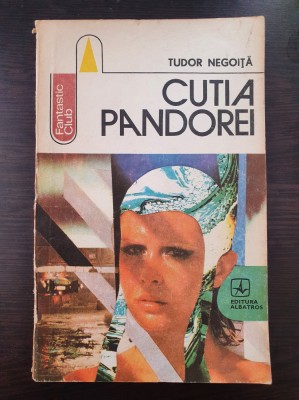 TUDOR NEGOIȚĂ
CUTIA
PANDOREI
Fantastic
Club
EDITURA
ALBATROS